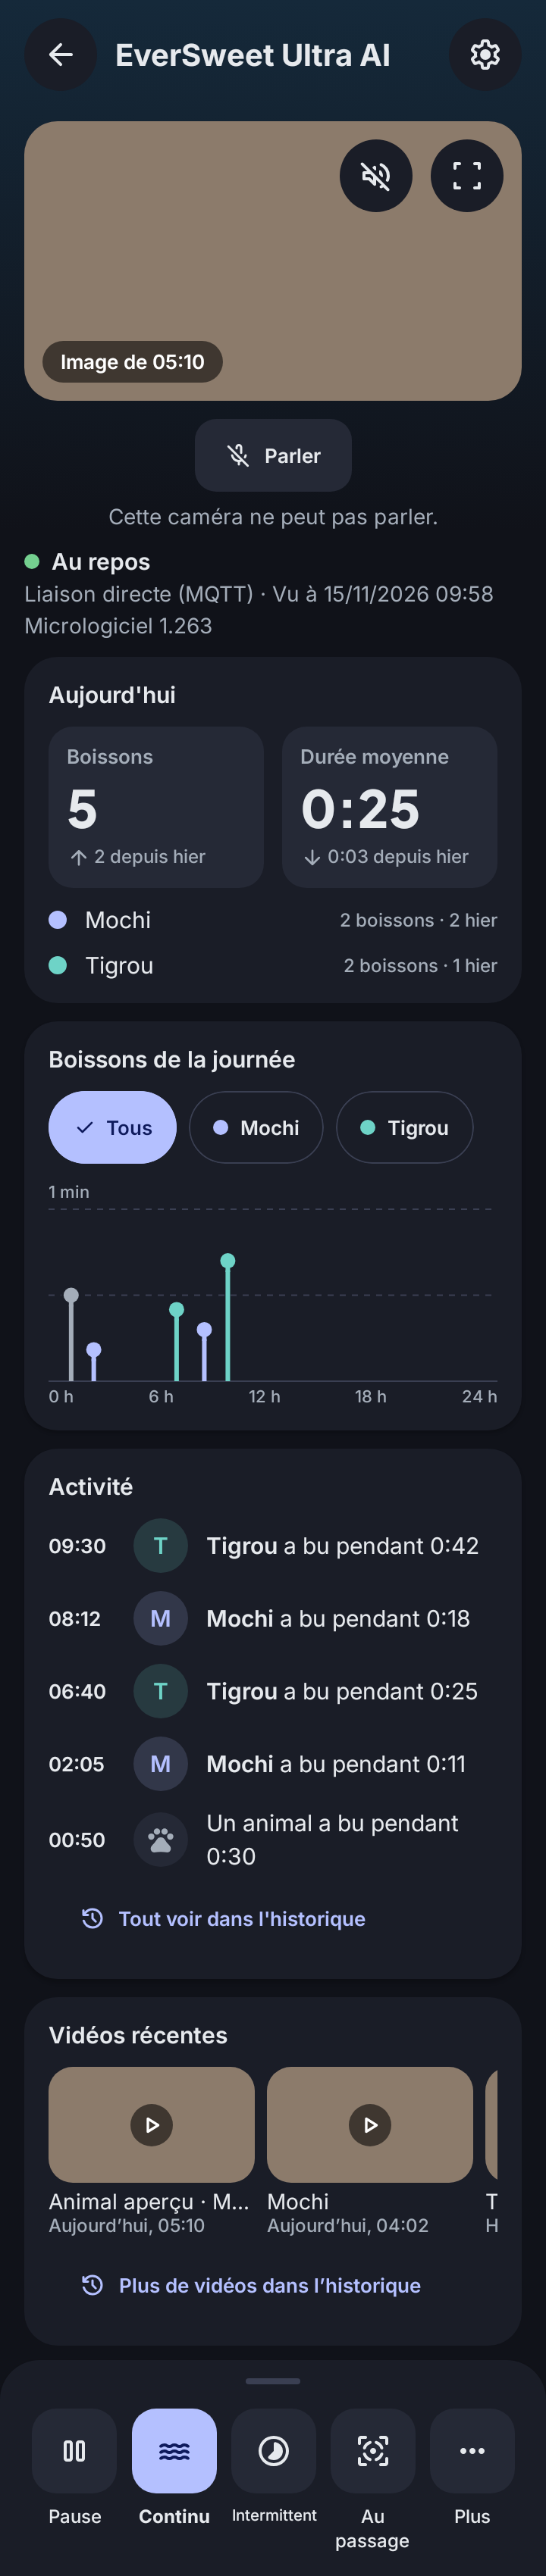 EverSweet Ultra AI
Image de 05:10
Parler
Cette caméra ne peut pas parler.
Au repos
Liaison directe (MQTT) · Vu à 15/11/2026 09:58
Micrologiciel 1.263
Aujourd'hui
Boissons
5
↑ 2 depuis hier
Durée moyenne
0:25
↓ 0:03 depuis hier
Mochi
2 boissons · 2 hier
Tigrou
2 boissons · 1 hier
Boissons de la journée
Tous
Mochi
Tigrou
1 min
0 h 6 h 12 h 18 h 24 h
Activité
09:30 T Tigrou a bu pendant 0:42
08:12 M Mochi a bu pendant 0:18
06:40 T Tigrou a bu pendant 0:25
02:05 M Mochi a bu pendant 0:11
00:50 Un animal a bu pendant
0:30
Tout voir dans l'historique
Vidéos récentes
Animal aperçu · M...
Aujourd’hui, 05:10
Mochi
Aujourd’hui, 04:02
T
H
Plus de vidéos dans l’historique
Pause
Continu
Intermittent
Au
passage
Plus